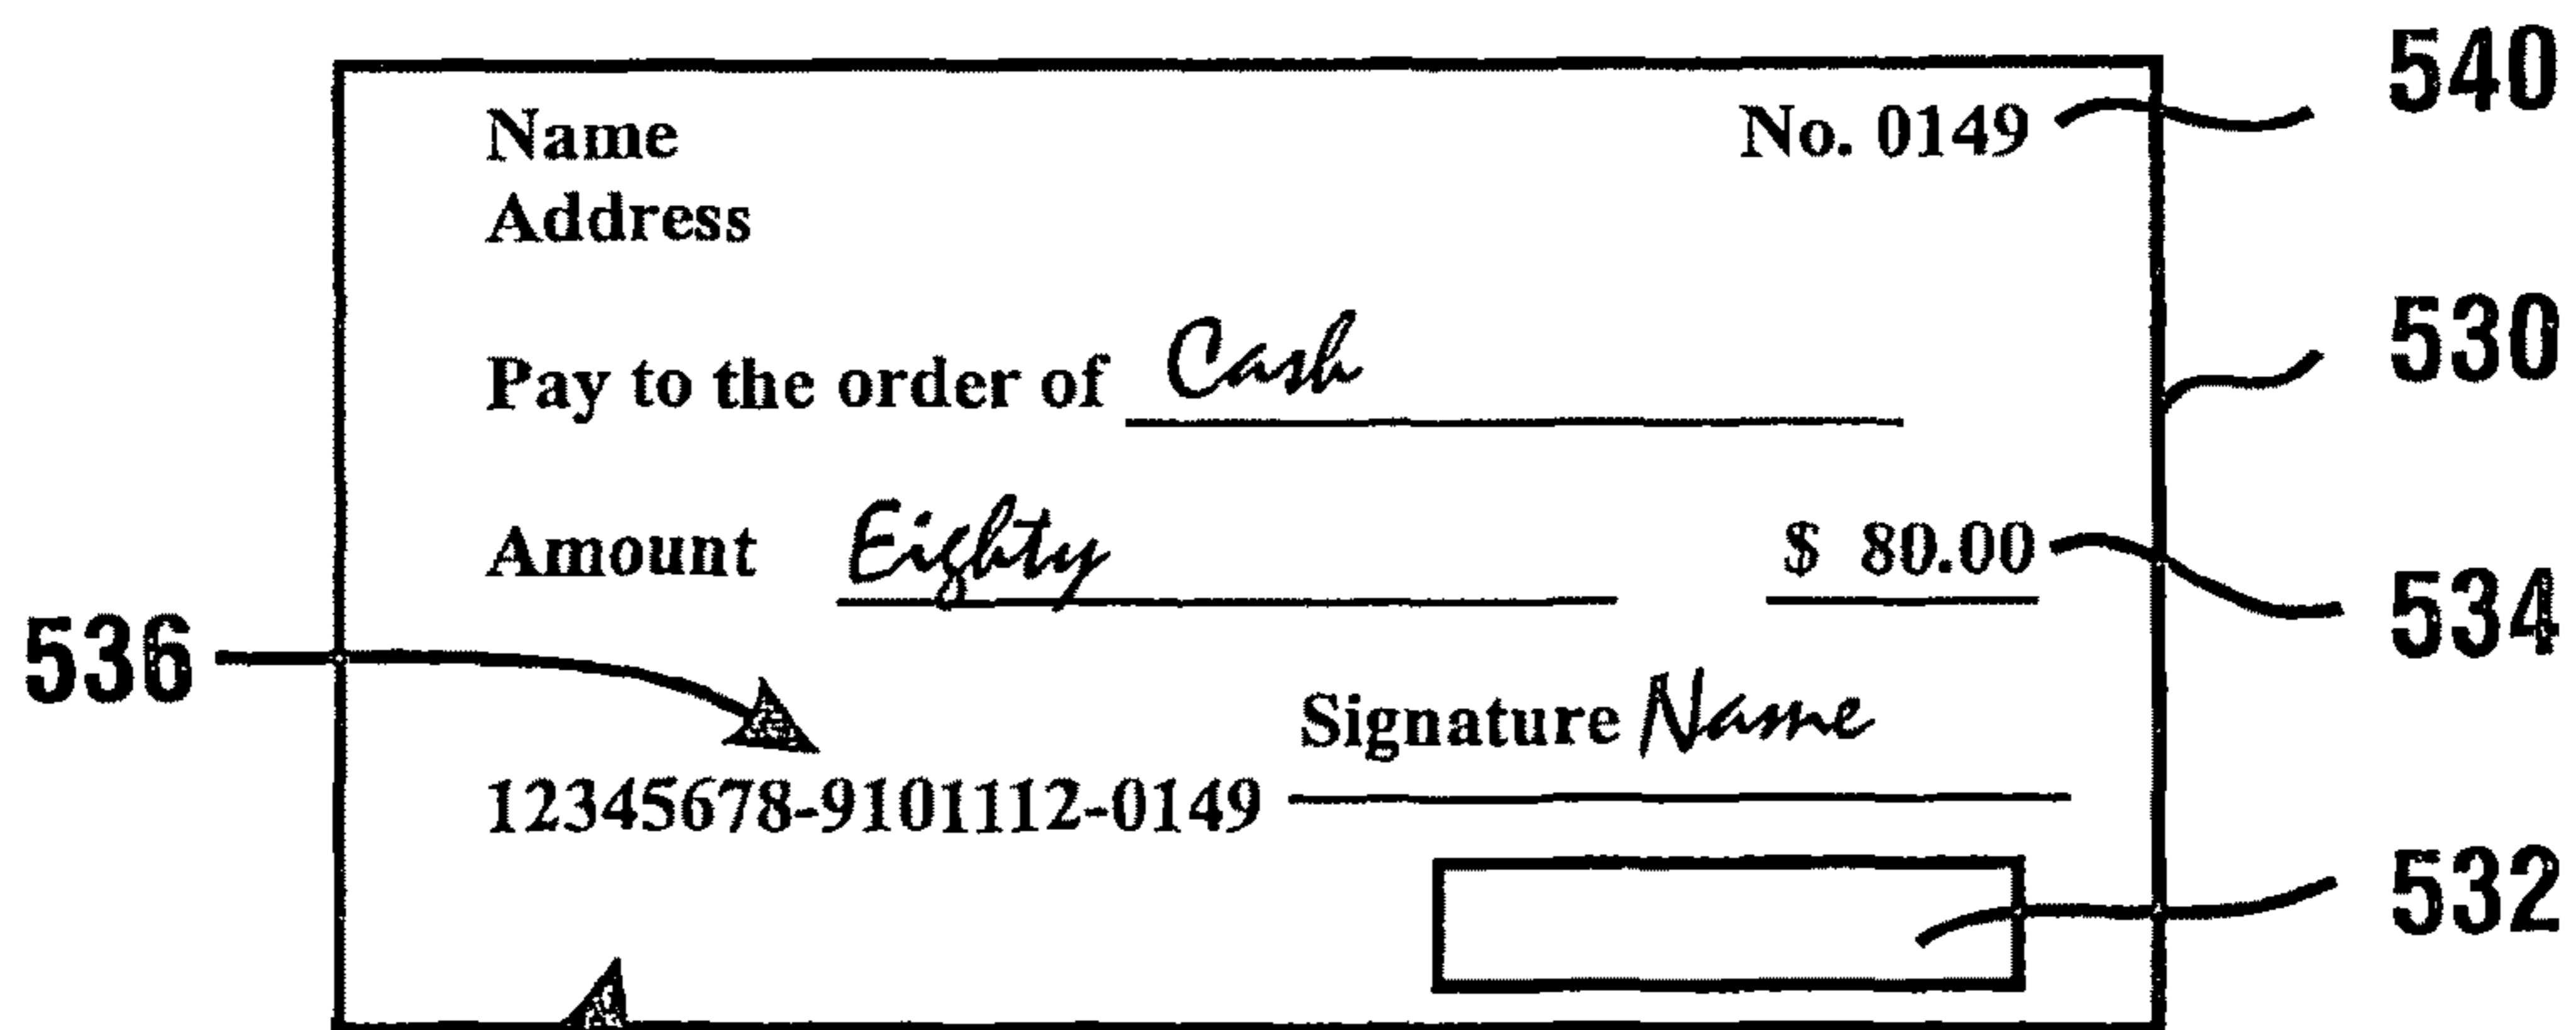 540
Name No. 0149
Address
530
Pay to the order of Cash
Amount Eighty $ 80.00
534
536
Signature Name
12345678-9101112-0149
532